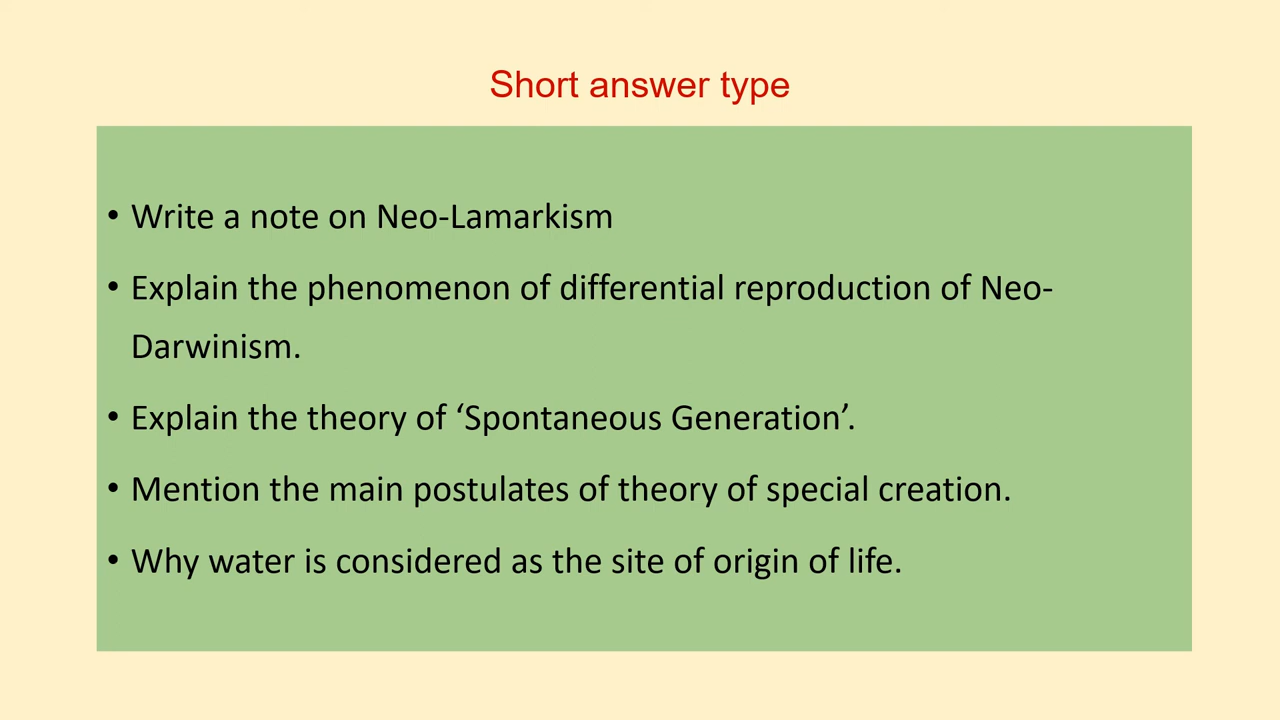 Short answer type
• Write a note on Neo-Lamarkism
• Explain the phenomenon of differential reproduction of Neo-
Darwinism.
• Explain the theory of ‘Spontaneous Generation’.
• Mention the main postulates of theory of special creation.
• Why water is considered as the site of origin of life.